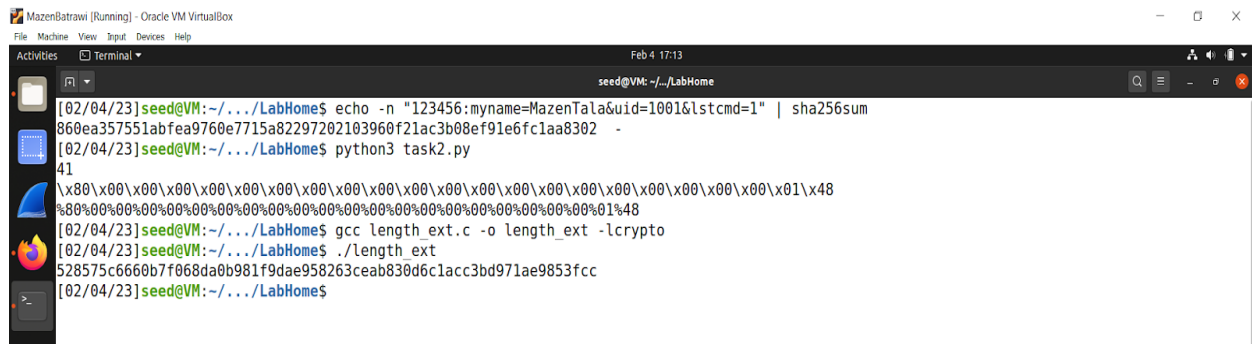 MazenBatrawi [Running] - Oracle VM VirtualBox
File Machine View Input Devices Help
Activities Terminal Feb 4 17:13
seed@VM: ~/.../LabHome
[02/04/23]seed@VM:~/.../LabHome$ echo -n "123456:myname=MazenTala&uid=1001&lstcmd=1" | sha256sum
860ea357551abfea9760e7715a82297202103960f21ac3b08ef91e6fc1aa8302  -
[02/04/23]seed@VM:~/.../LabHome$ python3 task2.py
41
\x80\x00\x00\x00\x00\x00\x00\x00\x00\x00\x00\x00\x00\x00\x00\x00\x00\x00\x00\x00\x00\x01\x48
%80%00%00%00%00%00%00%00%00%00%00%00%00%00%00%00%00%00%00%00%00%01%48
[02/04/23]seed@VM:~/.../LabHome$ gcc length_ext.c -o length_ext -lcrypto
[02/04/23]seed@VM:~/.../LabHome$ ./length_ext
528575c6660b7f068da0b981f9dae958263ceab830d6c1acc3bd971ae9853fcc
[02/04/23]seed@VM:~/.../LabHome$